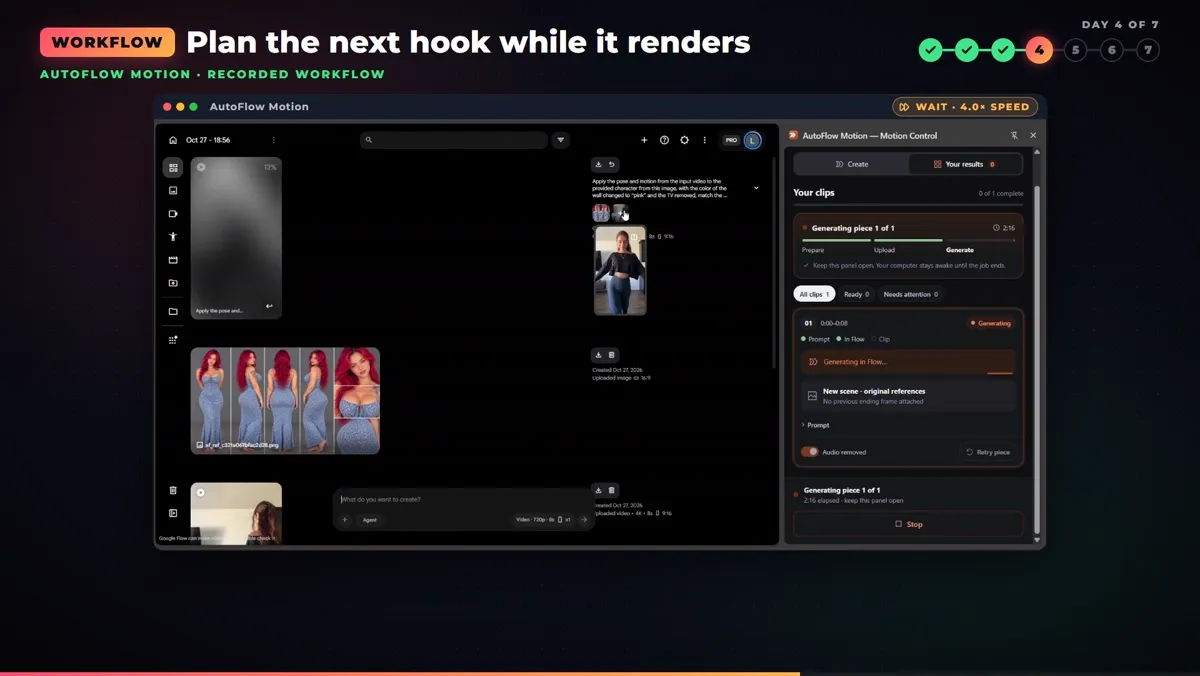 DAY 4 OF 7
WORKFLOW Plan the next hook while it renders
4 5 6 7
AUTOFLOW MOTION · RECORDED WORKFLOW
AutoFlow Motion
WAIT · 4.0× SPEED
Oct 27 - 18:56
PRO L
12%
Apply the pose and...
Apply the pose and motion from the input video to the
provided character from this image, with the color of the
wall changed to "pink" and the TV removed, match the ...
8s 9:16
Created Oct 27, 2026
Uploaded image 16:9
What do you want to create?
Agent
Video · 720p · 8s x1
Created Oct 27, 2026
Uploaded video • 4K • 8s 9:16
AutoFlow Motion — Motion Control
Create
Your results 0
Your clips
0 of 1 complete
Generating piece 1 of 1
2:16
Prepare Upload Generate
Keep this panel open. Your computer stays awake until the job ends.
All clips 1 Ready 0 Needs attention 0
01 0:00–0:08 Generating
Prompt In Flow Clip
Generating in Flow...
New scene · original references
No previous ending frame attached
Prompt
Audio removed
Retry piece
Generating piece 1 of 1
2:16 elapsed · keep this panel open
Stop